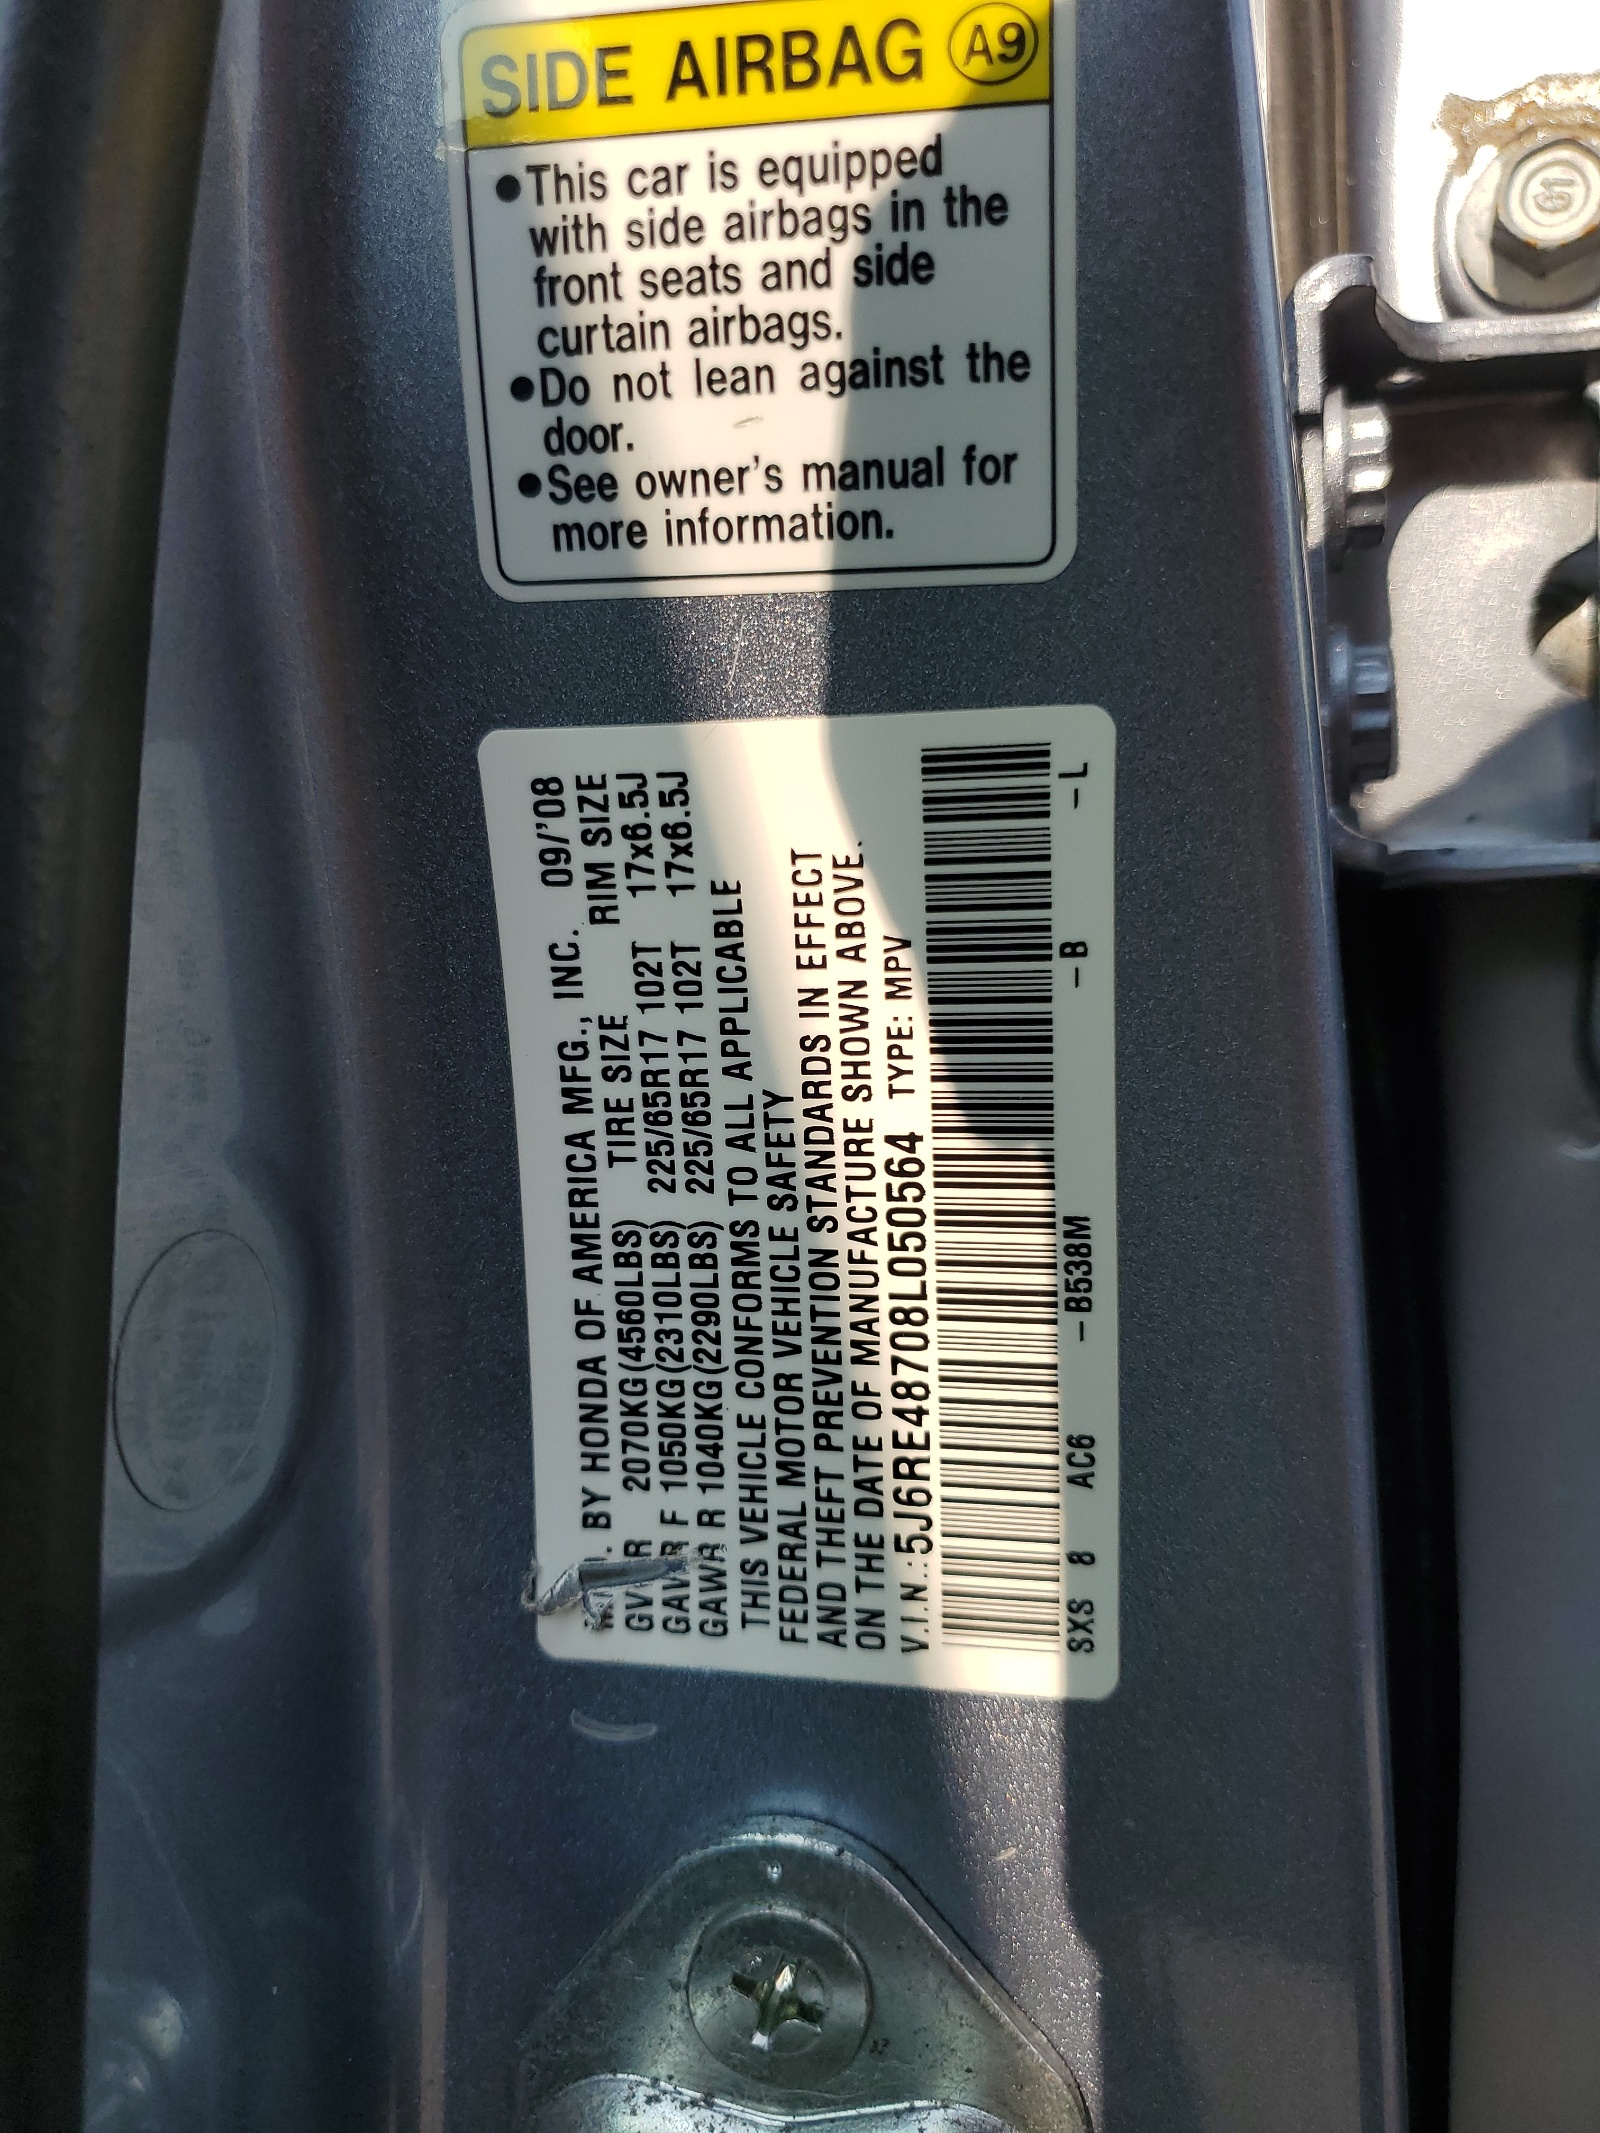 SIDE AIRBAG A9
●This car is equipped
with side airbags in the
front seats and side
curtain airbags.
●Do not lean against the
door.
●See owner's manual for
more information.
BY HONDA OF AMERICA MFG., INC. 09/'08
TIRE SIZE RIM SIZE
GV R 2070KG(4560LBS) 225/65R17 102T 17x6.5J
GAWR F 1050KG(2310LBS) 225/65R17 102T 17x6.5J
GAWR R 1040KG(2290LBS)
THIS VEHICLE CONFORMS TO ALL APPLICABLE
FEDERAL MOTOR VEHICLE SAFETY
AND THEFT PREVENTION STANDARDS IN EFFECT
ON THE DATE OF MANUFACTURE SHOWN ABOVE.
V.I.N.:5J6RE48708L050564 TYPE: MPV
SXS 8 AC6 -B538M -B -L